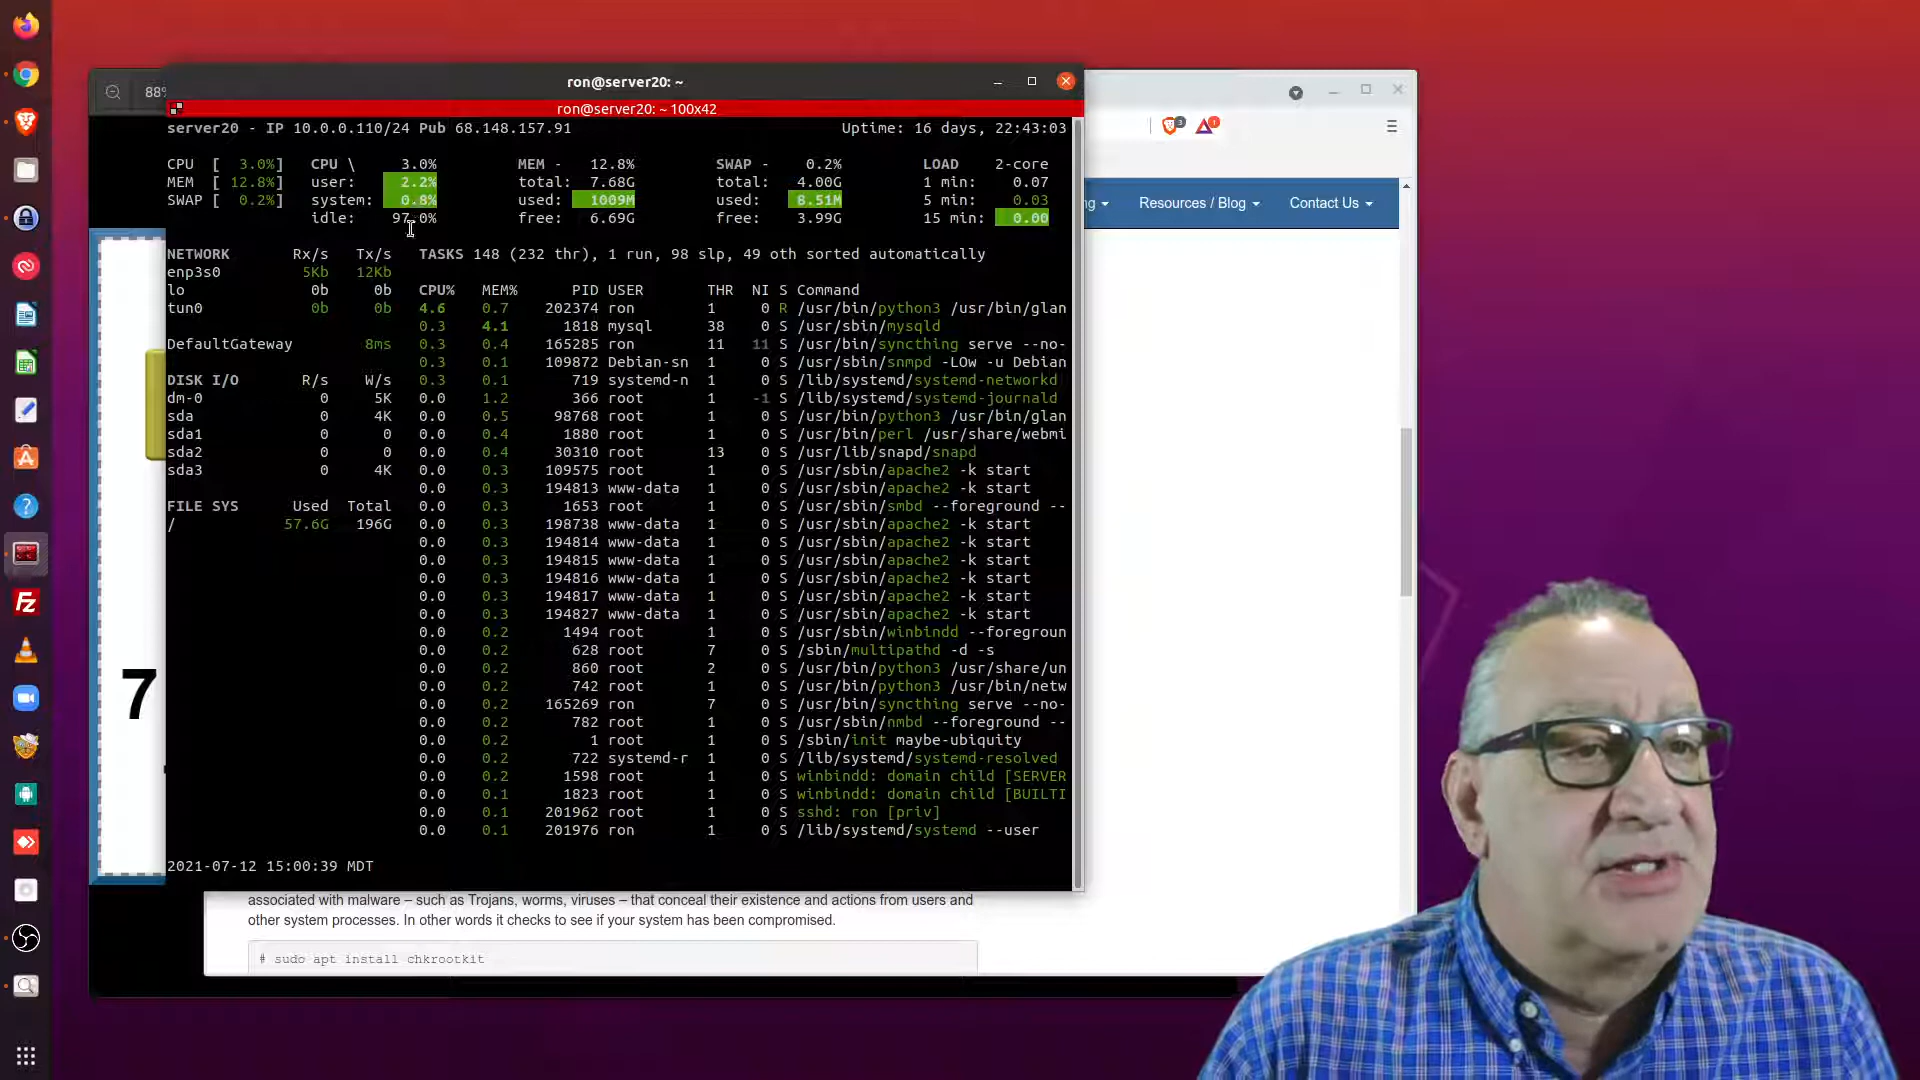 88%
ron@server20: ~
ron@server20: ~ 100x42
server20 - IP 10.0.0.110/24 Pub 68.148.157.91 Uptime: 16 days, 22:43:03
CPU [ 3.0%] CPU \ 3.0% MEM - 12.8% SWAP - 0.2% LOAD 2-core
MEM [ 12.8%] user: 2.2% total: 7.68G total: 4.00G 1 min: 0.07
SWAP [ 0.2%] system: 0.8% used: 1009M used: 8.51M 5 min: 0.03
idle: 97.0% free: 6.69G free: 3.99G 15 min: 0.00
NETWORK Rx/s Tx/s TASKS 148 (232 thr), 1 run, 98 slp, 49 oth sorted automatically
enp3s0 5Kb 12Kb
lo 0b 0b CPU% MEM% PID USER THR NI S Command
tun0 0b 0b 4.6 0.7 202374 ron 1 0 R /usr/bin/python3 /usr/bin/glan
0.3 4.1 1818 mysql 38 0 S /usr/sbin/mysqld
DefaultGateway 8ms 0.3 0.4 165285 ron 11 11 S /usr/bin/syncthing serve --no-
0.3 0.1 109872 Debian-sn 1 0 S /usr/sbin/snmpd -LOw -u Debian
DISK I/O R/s W/s 0.3 0.1 719 systemd-n 1 0 S /lib/systemd/systemd-networkd
dm-0 0 5K 0.0 1.2 366 root 1 -1 S /lib/systemd/systemd-journald
sda 0 4K 0.0 0.5 98768 root 1 0 S /usr/bin/python3 /usr/bin/glan
sda1 0 0 0.0 0.4 1880 root 1 0 S /usr/bin/perl /usr/share/webmi
sda2 0 0 0.0 0.4 30310 root 13 0 S /usr/lib/snapd/snapd
sda3 0 4K 0.0 0.3 109575 root 1 0 S /usr/sbin/apache2 -k start
0.0 0.3 194813 www-data 1 0 S /usr/sbin/apache2 -k start
FILE SYS Used Total 0.0 0.3 1653 root 1 0 S /usr/sbin/smbd --foreground --
/ 57.6G 196G 0.0 0.3 198738 www-data 1 0 S /usr/sbin/apache2 -k start
0.0 0.3 194814 www-data 1 0 S /usr/sbin/apache2 -k start
0.0 0.3 194815 www-data 1 0 S /usr/sbin/apache2 -k start
0.0 0.3 194816 www-data 1 0 S /usr/sbin/apache2 -k start
0.0 0.3 194817 www-data 1 0 S /usr/sbin/apache2 -k start
0.0 0.3 194827 www-data 1 0 S /usr/sbin/apache2 -k start
0.0 0.2 1494 root 1 0 S /usr/sbin/winbindd --foregroun
0.0 0.2 628 root 7 0 S /sbin/multipathd -d -s
0.0 0.2 860 root 2 0 S /usr/bin/python3 /usr/share/un
0.0 0.2 742 root 1 0 S /usr/bin/python3 /usr/bin/netw
0.0 0.2 165269 ron 7 0 S /usr/bin/syncthing serve --no-
0.0 0.2 782 root 1 0 S /usr/sbin/nmbd --foreground --
0.0 0.2 1 root 1 0 S /sbin/init maybe-ubiquity
0.0 0.2 722 systemd-r 1 0 S /lib/systemd/systemd-resolved
0.0 0.2 1598 root 1 0 S winbindd: domain child [SERVER
0.0 0.1 1823 root 1 0 S winbindd: domain child [BUILTI
0.0 0.1 201962 root 1 0 S sshd: ron [priv]
0.0 0.1 201976 ron 1 0 S /lib/systemd/systemd --user
2021-07-12 15:00:39 MDT
3
1
ng
Resources / Blog
Contact Us
7
associated with malware – such as Trojans, worms, viruses – that conceal their existence and actions from users and
other system processes. In other words it checks to see if your system has been compromised.
# sudo apt install chkrootkit
Fz